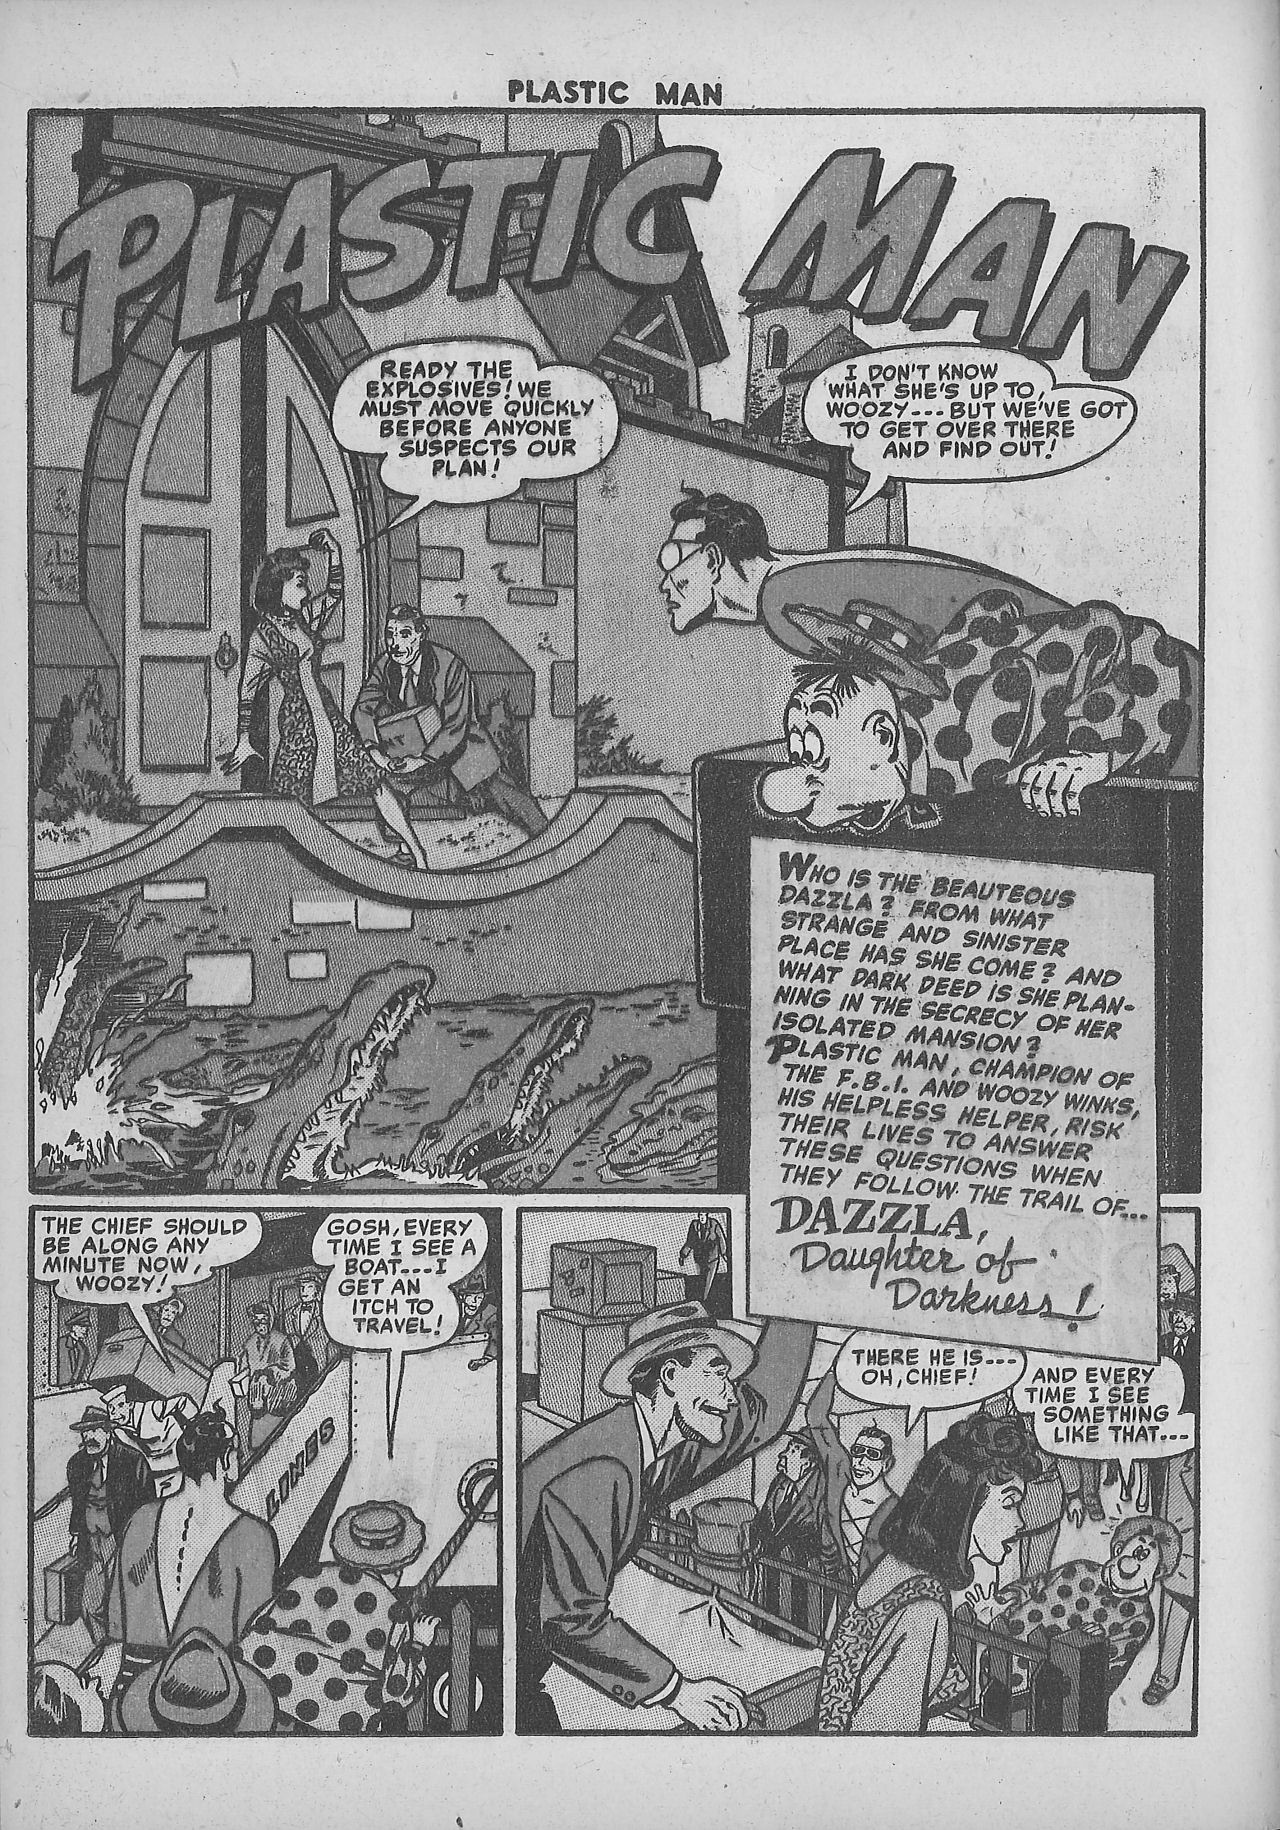 PLASTIC MAN
PLASTIC MAN
READY THE
EXPLOSIVES! WE
MUST MOVE QUICKLY
BEFORE ANYONE
SUSPECTS OUR
PLAN!
I DON'T KNOW
WHAT SHE'S UP TO,
WOOZY--- BUT WE'VE GOT
TO GET OVER THERE
AND FIND OUT!
WHO IS THE BEAUTEOUS
DAZZLA? FROM WHAT
STRANGE AND SINISTER
PLACE HAS SHE COME? AND
WHAT DARK DEED IS SHE PLAN-
NING IN THE SECRECY OF HER
ISOLATED MANSION?
PLASTIC MAN, CHAMPION OF
THE F.B.I. AND WOOZY WINKS,
HIS HELPLESS HELPER, RISK
THEIR LIVES TO ANSWER
THESE QUESTIONS WHEN
THEY FOLLOW THE TRAIL OF...
DAZZLA,
Daughter of
Darkness!
THE CHIEF SHOULD
BE ALONG ANY
MINUTE NOW,
WOOZY!
GOSH, EVERY
TIME I SEE A
BOAT---I
GET AN
ITCH TO
TRAVEL!
LINES
THERE HE IS---
OH, CHIEF!
AND EVERY
TIME I SEE
SOMETHING
LIKE THAT---